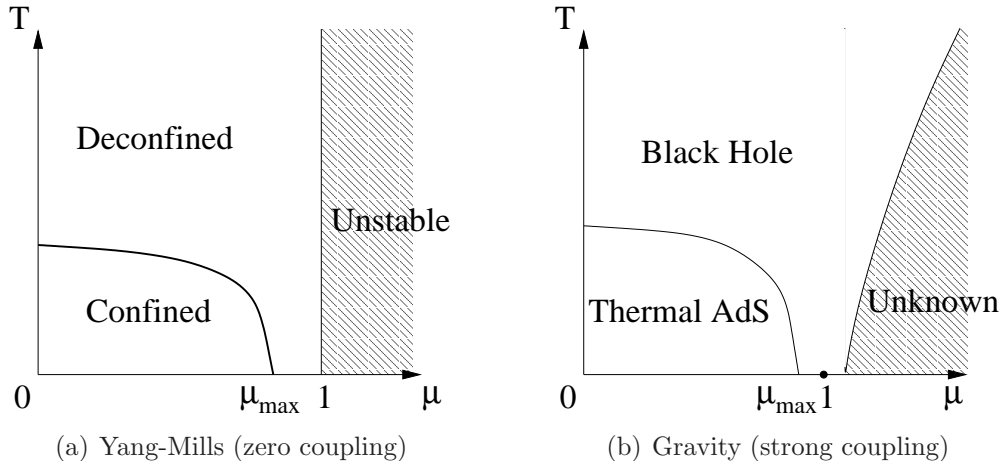 T
Deconfined
Unstable
Confined
0
μmax
1
μ
(a) Yang-Mills (zero coupling)
T
Black Hole
Unknown
Thermal AdS
0
μmax
1
μ
(b) Gravity (strong coupling)